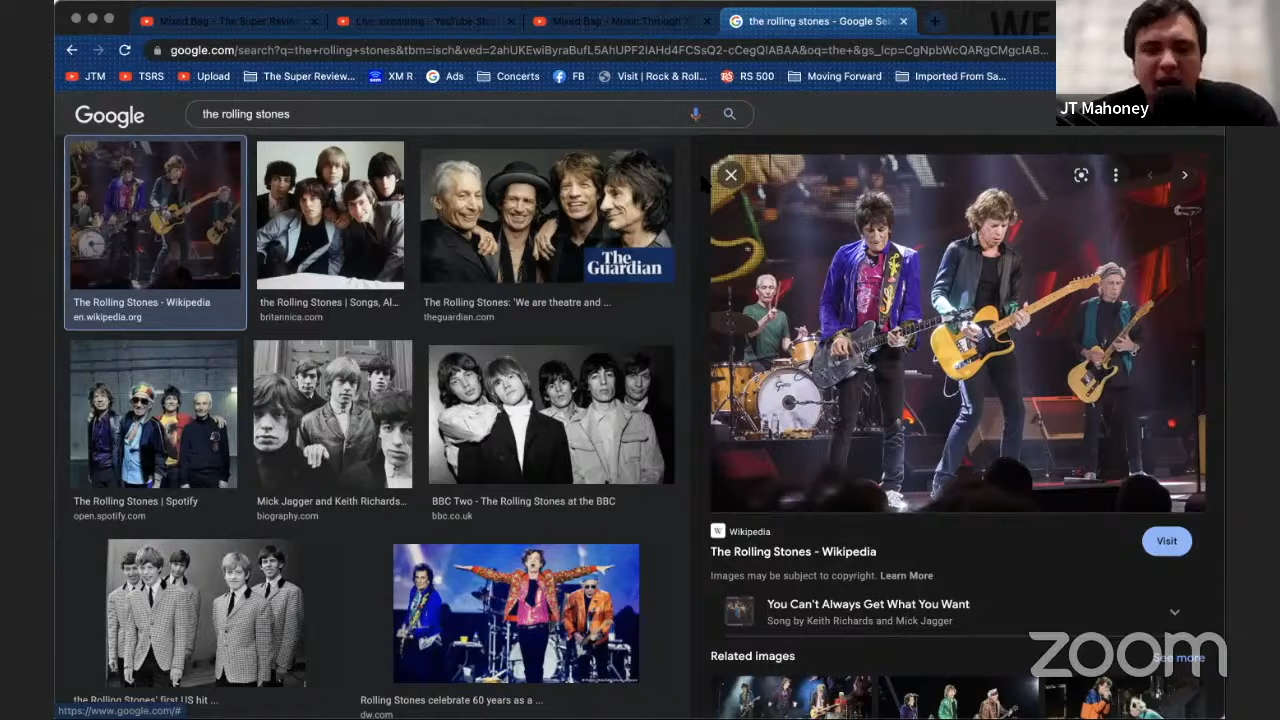 Mixed Bag - The Super Review
Live streaming - YouTube Stu
Mixed Bag - Music Through
the rolling stones - Google Se
WE
google.com/search?q=the+rolling+stones&tbm=isch&ved=2ahUKEwiByraBufL5AhUPF2IAHd4FCSsQ2-cCegQIABAA&oq=the+&gs_lcp=CgNpbWcQARgCMgcIAB...
JTM
TSRS
Upload
The Super Review...
XM R
Ads
Concerts
FB
Visit | Rock & Roll...
RS 500
Moving Forward
Imported From Sa...
JT Mahoney
Google
the rolling stones
The Guardian
The Rolling Stones - Wikipedia
en.wikipedia.org
the Rolling Stones | Songs, Al...
britannica.com
The Rolling Stones: 'We are theatre and ...
theguardian.com
The Rolling Stones | Spotify
open.spotify.com
Mick Jagger and Keith Richards...
biography.com
BBC Two - The Rolling Stones at the BBC
bbc.co.uk
the Rolling Stones' first US hit ...
Rolling Stones celebrate 60 years as a ...
dw.com
https://www.google.com/#
Gretsch
W
Wikipedia
The Rolling Stones - Wikipedia
Visit
Images may be subject to copyright. Learn More
You Can't Always Get What You Want
Song by Keith Richards and Mick Jagger
Related images
See more
zoom